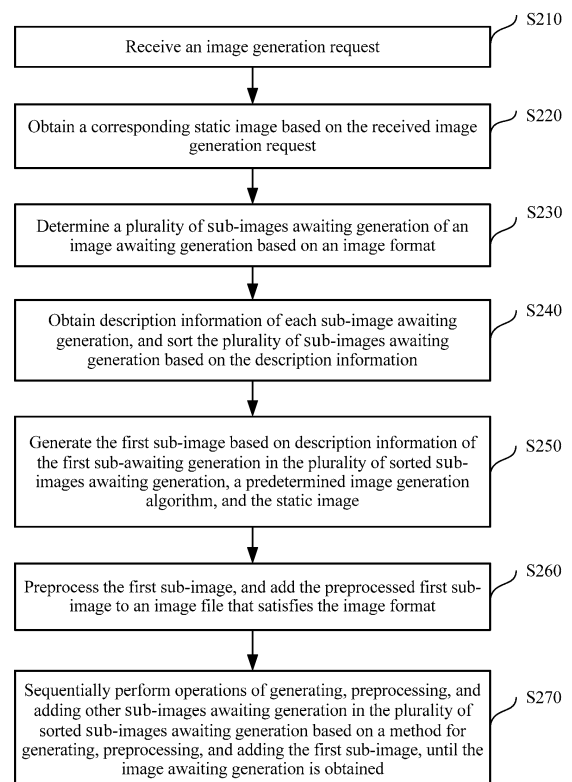 S210
Receive an image generation request
S220
Obtain a corresponding static image based on the received image
generation request
S230
Determine a plurality of sub-images awaiting generation of an
image awaiting generation based on an image format
S240
Obtain description information of each sub-image awaiting
generation, and sort the plurality of sub-images awaiting
generation based on the description information
S250
Generate the first sub-image based on description information of
the first sub-awaiting generation in the plurality of sorted sub-
images awaiting generation, a predetermined image generation
algorithm, and the static image
S260
Preprocess the first sub-image, and add the preprocessed first sub-
image to an image file that satisfies the image format
S270
Sequentially perform operations of generating, preprocessing, and
adding other sub-images awaiting generation in the plurality of
sorted sub-images awaiting generation based on a method for
generating, preprocessing, and adding the first sub-image, until the
image awaiting generation is obtained